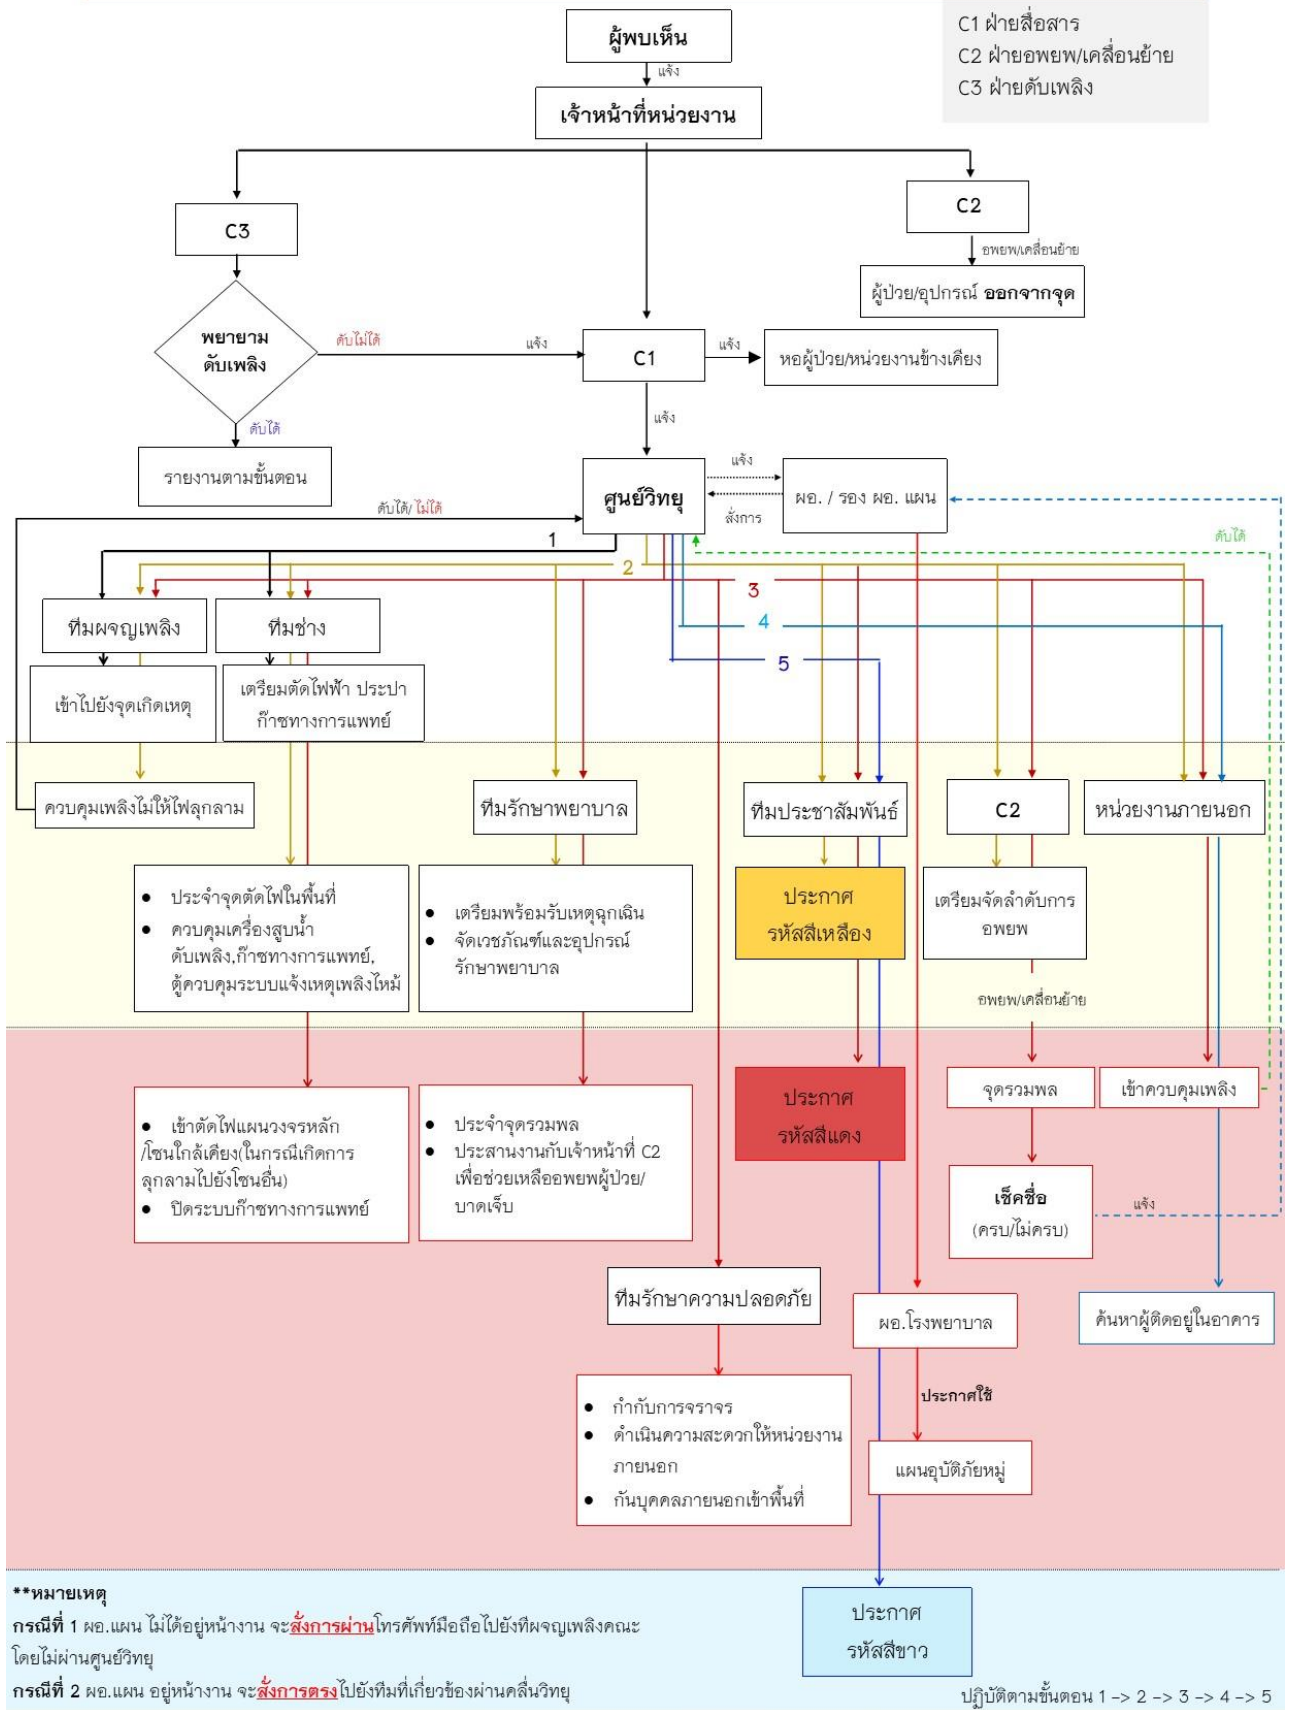 C1 ฝ่ายสื่อสาร
C2 ฝ่ายอพยพ/เคลื่อนย้าย
C3 ฝ่ายดับเพลิง
ผู้พบเห็น
แจ้ง
เจ้าหน้าที่หน่วยงาน
C3
C2
อพยพ/เคลื่อนย้าย
ผู้ป่วย/อุปกรณ์ ออกจากจุด
พยายาม
ดับเพลิง
ดับไม่ได้
แจ้ง
C1
แจ้ง
หอผู้ป่วย/หน่วยงานข้างเคียง
ดับได้
แจ้ง
รายงานตามขั้นตอน
ศูนย์วิทยุ
แจ้ง
สั่งการ
ผอ. / รอง ผอ. แผน
ดับได้/ ไม่ได้
ดับได้
1
2
3
4
5
ทีมผจญเพลิง
ทีมช่าง
เข้าไปยังจุดเกิดเหตุ
เตรียมตัดไฟฟ้า ประปา
ก๊าซทางการแพทย์
ควบคุมเพลิงไม่ให้ไฟลุกลาม
ทีมรักษาพยาบาล
ทีมประชาสัมพันธ์
C2
หน่วยงานภายนอก
• ประจำจุดตัดไฟในพื้นที่
• ควบคุมเครื่องสูบน้ำ
ดับเพลิง,ก๊าซทางการแพทย์,
ตู้ควบคุมระบบแจ้งเหตุเพลิงไหม้
• เตรียมพร้อมรับเหตุฉุกเฉิน
• จัดเวชภัณฑ์และอุปกรณ์
รักษาพยาบาล
ประกาศ
รหัสสีเหลือง
เตรียมจัดลำดับการ
อพยพ
อพยพ/เคลื่อนย้าย
• เข้าตัดไฟแผนวงจรหลัก
/โซนใกล้เคียง(ในกรณีเกิดการ
ลุกลามไปยังโซนอื่น)
• ปิดระบบก๊าซทางการแพทย์
• ประจำจุดรวมพล
• ประสานงานกับเจ้าหน้าที่ C2
เพื่อช่วยเหลืออพยพผู้ป่วย/
บาดเจ็บ
ประกาศ
รหัสสีแดง
จุดรวมพล
เข้าควบคุมเพลิง
เช็คชื่อ
(ครบ/ไม่ครบ)
แจ้ง
ทีมรักษาความปลอดภัย
ผอ.โรงพยาบาล
ค้นหาผู้ติดอยู่ในอาคาร
ประกาศใช้
• กำกับการจราจร
• ดำเนินความสะดวกให้หน่วยงาน
ภายนอก
• กันบุคคลภายนอกเข้าพื้นที่
แผนอุบัติภัยหมู่
**หมายเหตุ
กรณีที่ 1 ผอ.แผน ไม่ได้อยู่หน้างาน จะสั่งการผ่านโทรศัพท์มือถือไปยังทีผจญเพลิงคณะ
โดยไม่ผ่านศูนย์วิทยุ
กรณีที่ 2 ผอ.แผน อยู่หน้างาน จะสั่งการตรงไปยังทีมที่เกี่ยวข้องผ่านคลื่นวิทยุ
ประกาศ
รหัสสีขาว
ปฏิบัติตามขั้นตอน 1 -> 2 -> 3 -> 4 -> 5